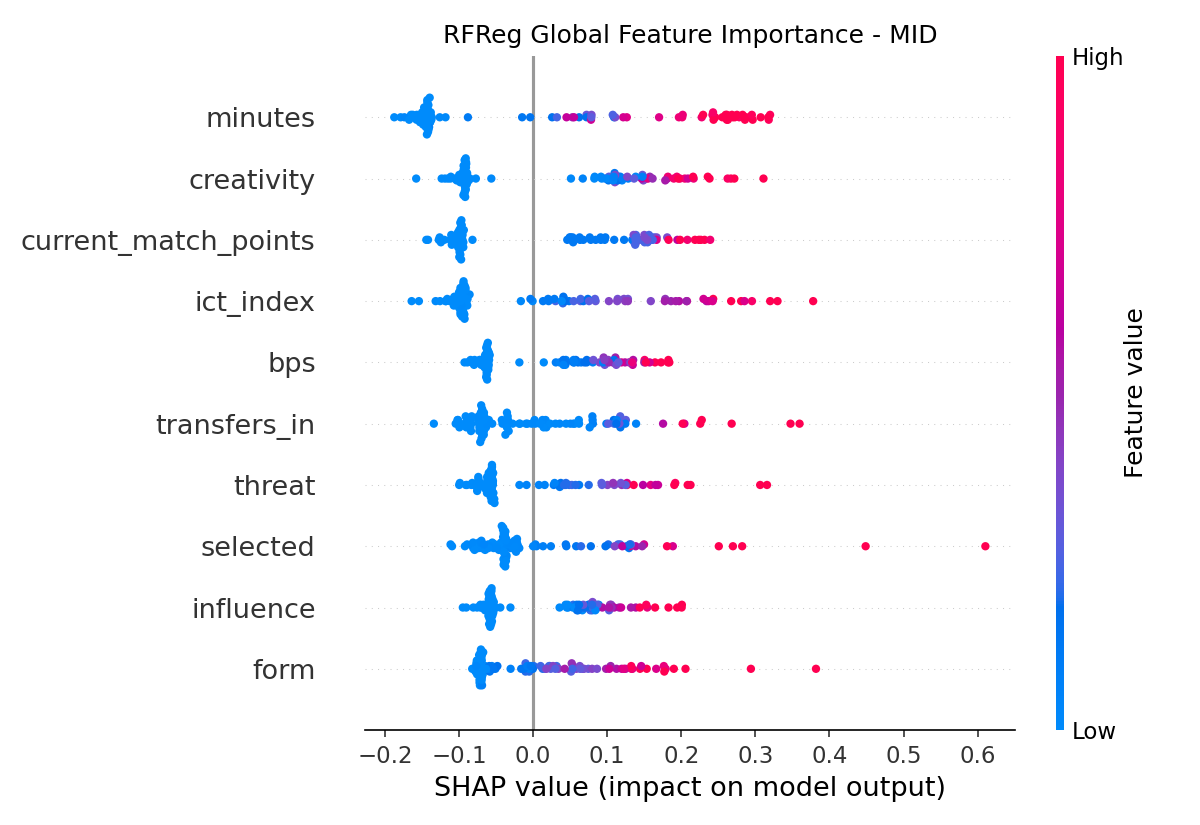 RFReg Global Feature Importance - MID
High
minutes
creativity
current_match_points
ict_index
bps
transfers_in
threat
selected
influence
form
Feature value
Low
−0.2 −0.1 0.0 0.1 0.2 0.3 0.4 0.5 0.6
SHAP value (impact on model output)